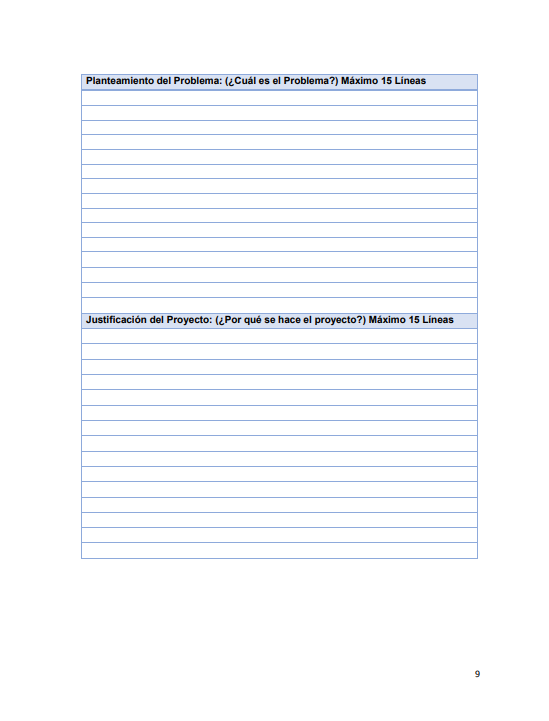 Planteamiento del Problema: (¿Cuál es el Problema?) Máximo 15 Líneas
Justificación del Proyecto: (¿Por qué se hace el proyecto?) Máximo 15 Líneas
9